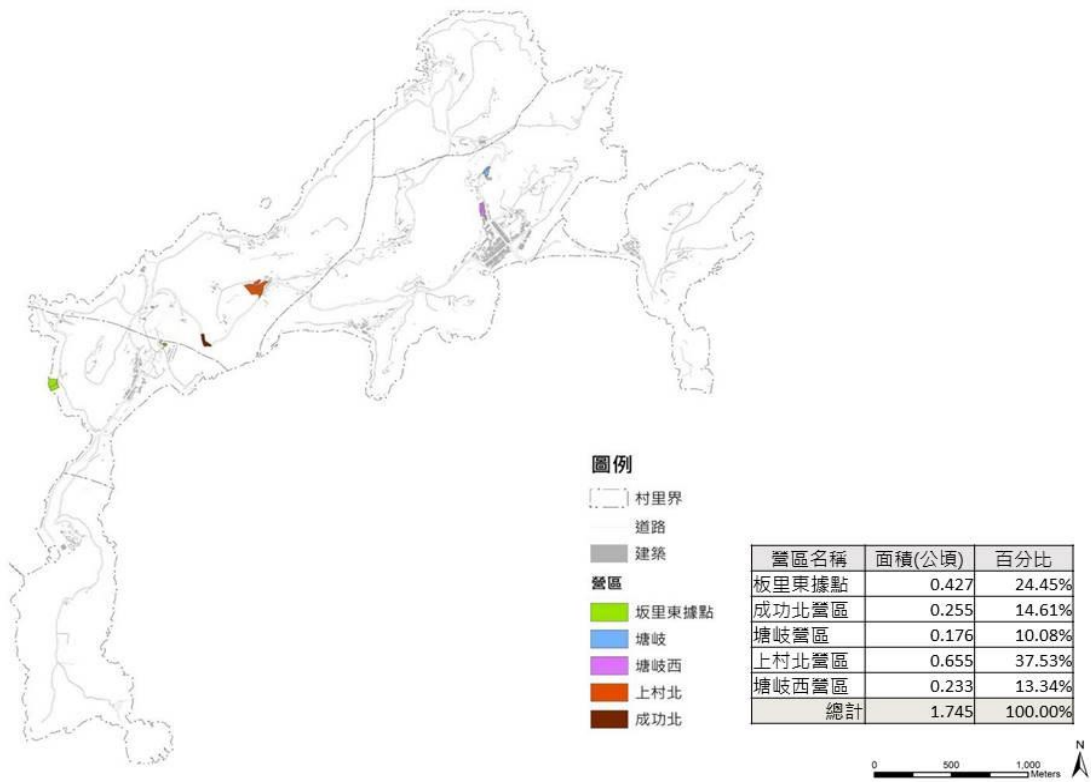 圖例
村里界
道路
建築
營區
坂里東據點
塘岐
塘岐西
上村北
成功北
營區名稱 面積(公頃) 百分比
板里東據點 0.427 24.45%
成功北營區 0.255 14.61%
塘岐營區 0.176 10.08%
上村北營區 0.655 37.53%
塘岐西營區 0.233 13.34%
總計 1.745 100.00%
N
0 500 1,000
Meters